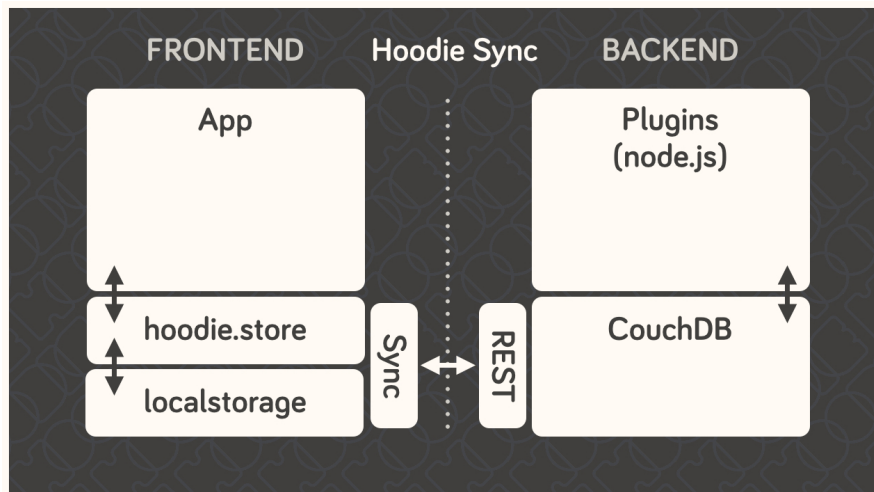 FRONTEND
Hoodie Sync
BACKEND
App
Plugins
(node.js)
hoodie.store
localstorage
Sync
REST
CouchDB